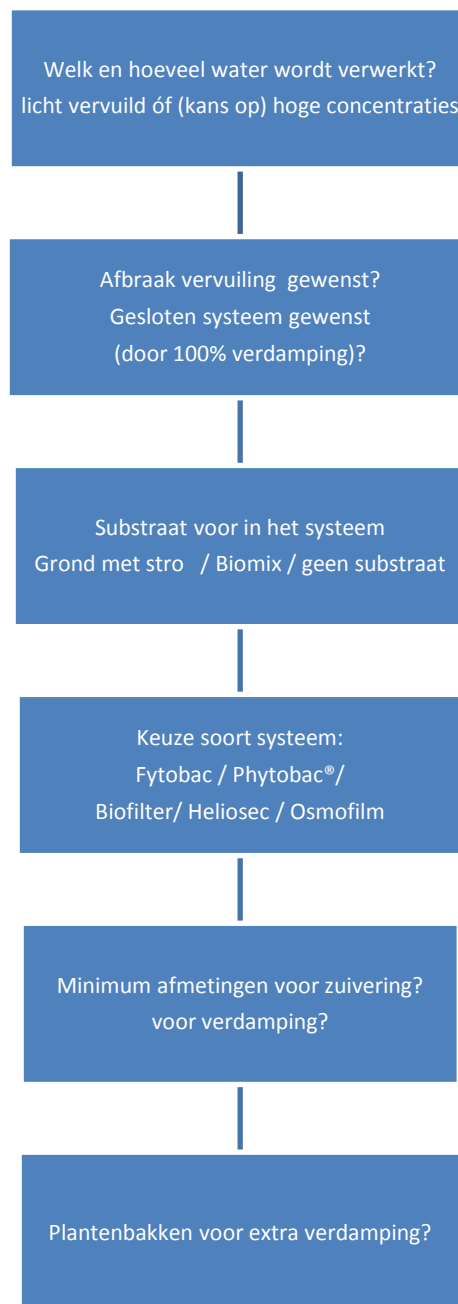 Welk en hoeveel water wordt verwerkt?
licht vervuild óf (kans op) hoge concentraties
Afbraak vervuiling gewenst?
Gesloten systeem gewenst
(door 100% verdamping)?
Substraat voor in het systeem
Grond met stro / Biomix / geen substraat
Keuze soort systeem:
Fytobac / Phytobac®/
Biofilter/ Heliosec / Osmofilm
Minimum afmetingen voor zuivering?
voor verdamping?
Plantenbakken voor extra verdamping?